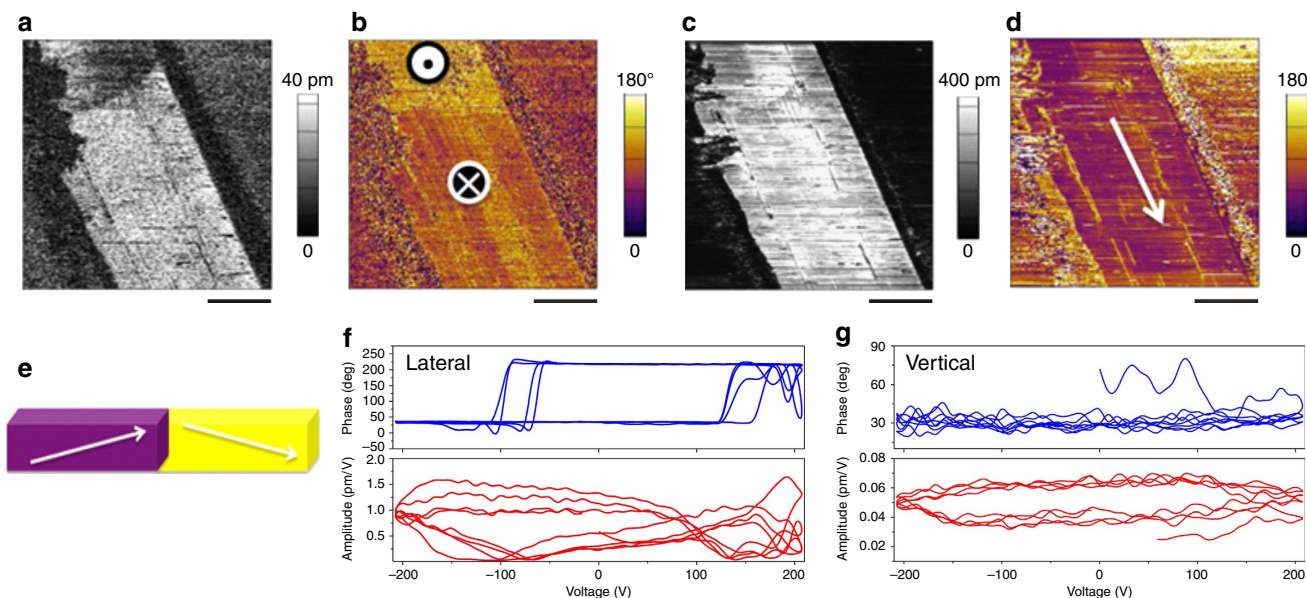 a
b
c
d
40 pm
0
180°
0
400 pm
0
180
0
e
f
Lateral
250
200
150
100
50
0
−50
Phase (deg)
2.0
1.5
1.0
0.5
Amplitude (pm/V)
−200
−100
0
100
200
Voltage (V)
g
Vertical
90
60
30
Phase (deg)
0.08
0.06
0.04
0.02
Amplitude (pm/V)
−200
−100
0
100
200
Voltage (V)